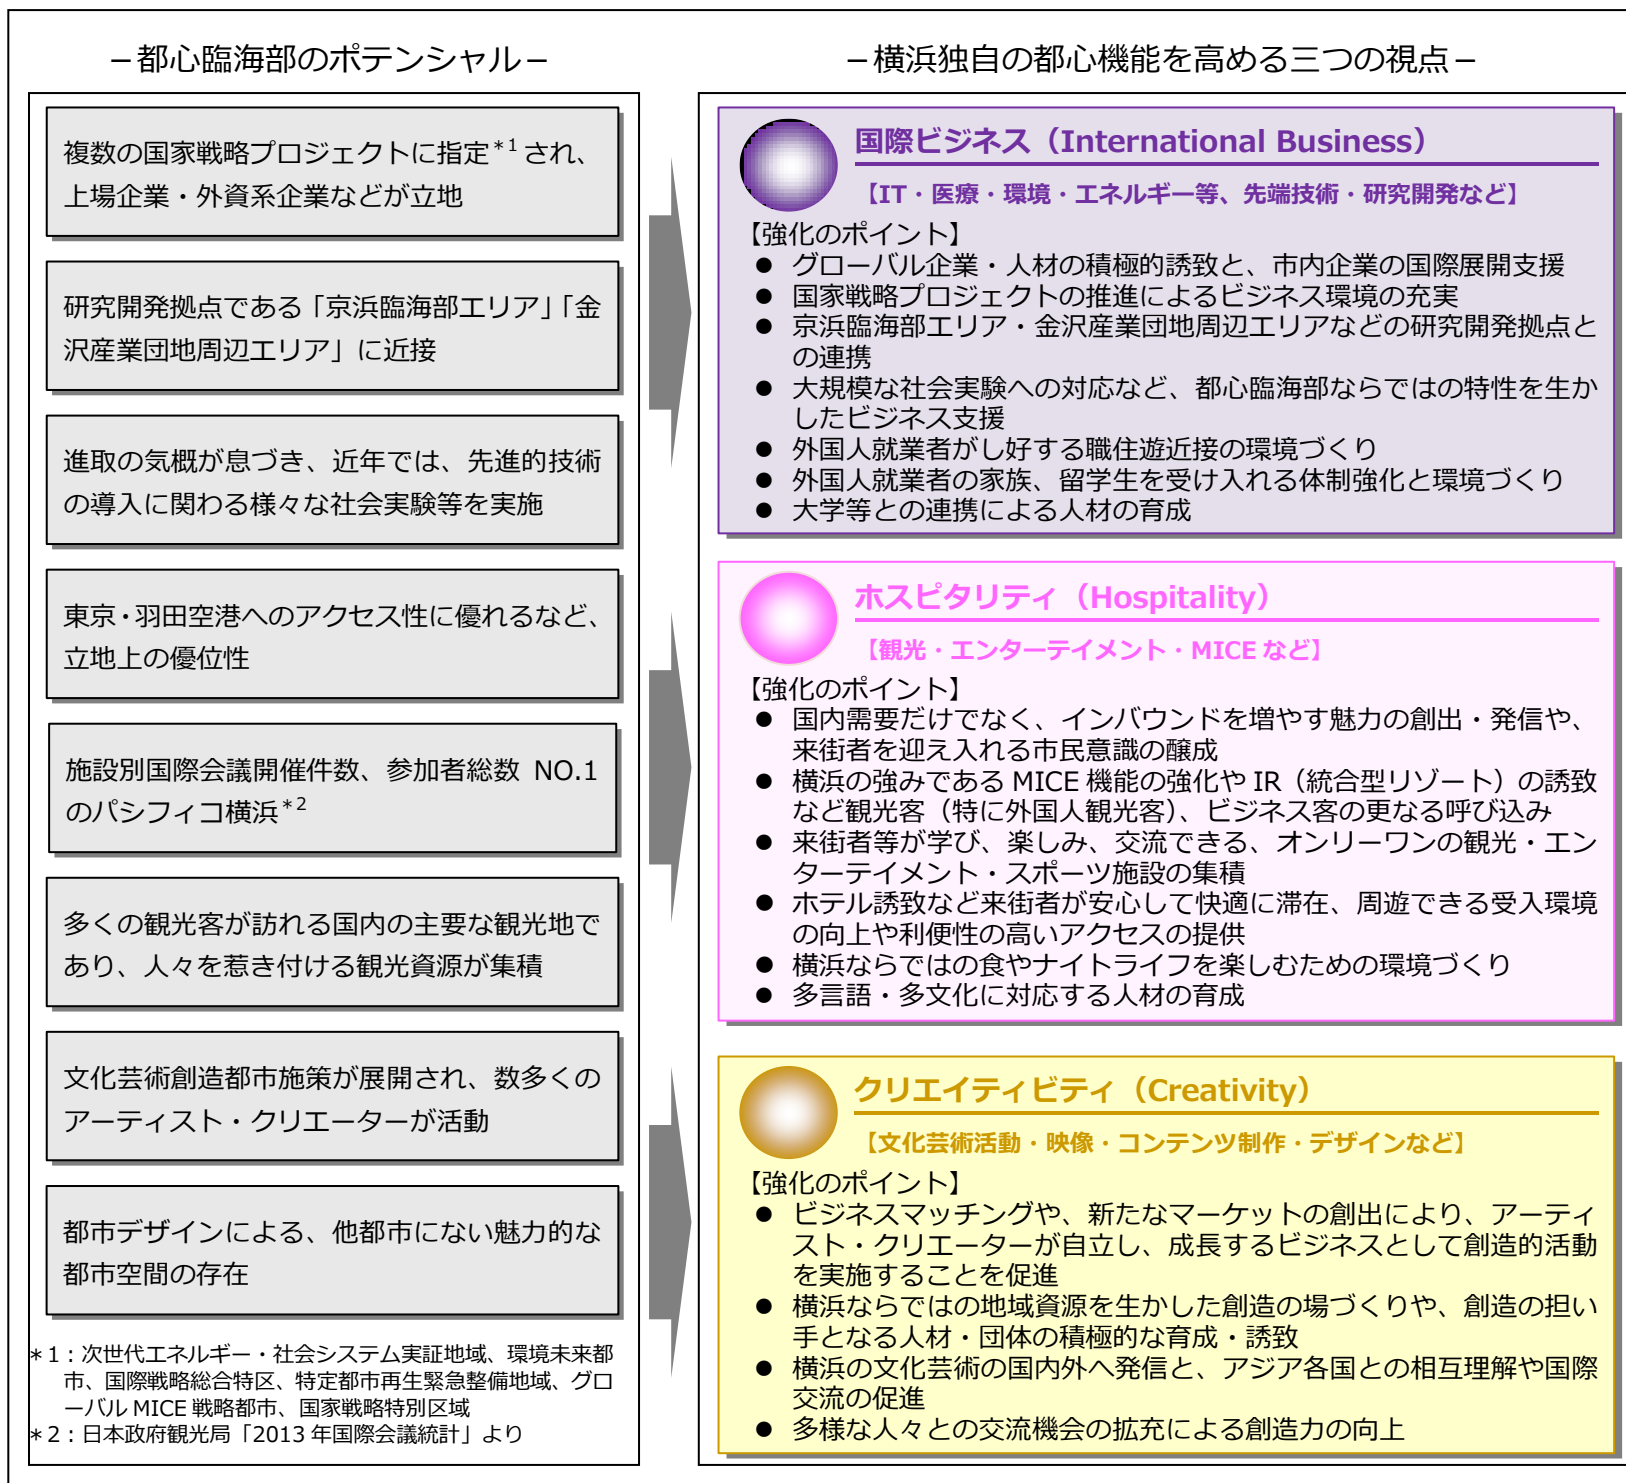 －都心臨海部のポテンシャル－
複数の国家戦略プロジェクトに指定*1され、
上場企業・外資系企業などが立地
研究開発拠点である「京浜臨海部エリア」「金
沢産業団地周辺エリア」に近接
進取の気概が息づき、近年では、先進的技術
の導入に関わる様々な社会実験等を実施
東京・羽田空港へのアクセス性に優れるなど、
立地上の優位性
施設別国際会議開催件数、参加者総数 NO.1
のパシフィコ横浜*2
多くの観光客が訪れる国内の主要な観光地で
あり、人々を惹き付ける観光資源が集積
文化芸術創造都市施策が展開され、数多くの
アーティスト・クリエーターが活動
都市デザインによる、他都市にない魅力的な
都市空間の存在
＊1：次世代エネルギー・社会システム実証地域、環境未来都
市、国際戦略総合特区、特定都市再生緊急整備地域、グロ
ーバル MICE 戦略都市、国家戦略特別区域
＊2：日本政府観光局「2013 年国際会議統計」より
－横浜独自の都心機能を高める三つの視点－
国際ビジネス（International Business）
【IT・医療・環境・エネルギー等、先端技術・研究開発など】
【強化のポイント】
● グローバル企業・人材の積極的誘致と、市内企業の国際展開支援
● 国家戦略プロジェクトの推進によるビジネス環境の充実
● 京浜臨海部エリア・金沢産業団地周辺エリアなどの研究開発拠点と
の連携
● 大規模な社会実験への対応など、都心臨海部ならではの特性を生か
したビジネス支援
● 外国人就業者がし好する職住遊近接の環境づくり
● 外国人就業者の家族、留学生を受け入れる体制強化と環境づくり
● 大学等との連携による人材の育成
ホスピタリティ（Hospitality）
【観光・エンターテイメント・MICE など】
【強化のポイント】
● 国内需要だけでなく、インバウンドを増やす魅力の創出・発信や、
来街者を迎え入れる市民意識の醸成
● 横浜の強みである MICE 機能の強化や IR（統合型リゾート）の誘致
など観光客（特に外国人観光客）、ビジネス客の更なる呼び込み
● 来街者等が学び、楽しみ、交流できる、オンリーワンの観光・エン
ターテイメント・スポーツ施設の集積
● ホテル誘致など来街者が安心して快適に滞在、周遊できる受入環境
の向上や利便性の高いアクセスの提供
● 横浜ならではの食やナイトライフを楽しむための環境づくり
● 多言語・多文化に対応する人材の育成
クリエイティビティ（Creativity）
【文化芸術活動・映像・コンテンツ制作・デザインなど】
【強化のポイント】
● ビジネスマッチングや、新たなマーケットの創出により、アーティ
スト・クリエーターが自立し、成長するビジネスとして創造的活動
を実施することを促進
● 横浜ならではの地域資源を生かした創造の場づくりや、創造の担い
手となる人材・団体の積極的な育成・誘致
● 横浜の文化芸術の国内外へ発信と、アジア各国との相互理解や国際
交流の促進
● 多様な人々との交流機会の拡充による創造力の向上